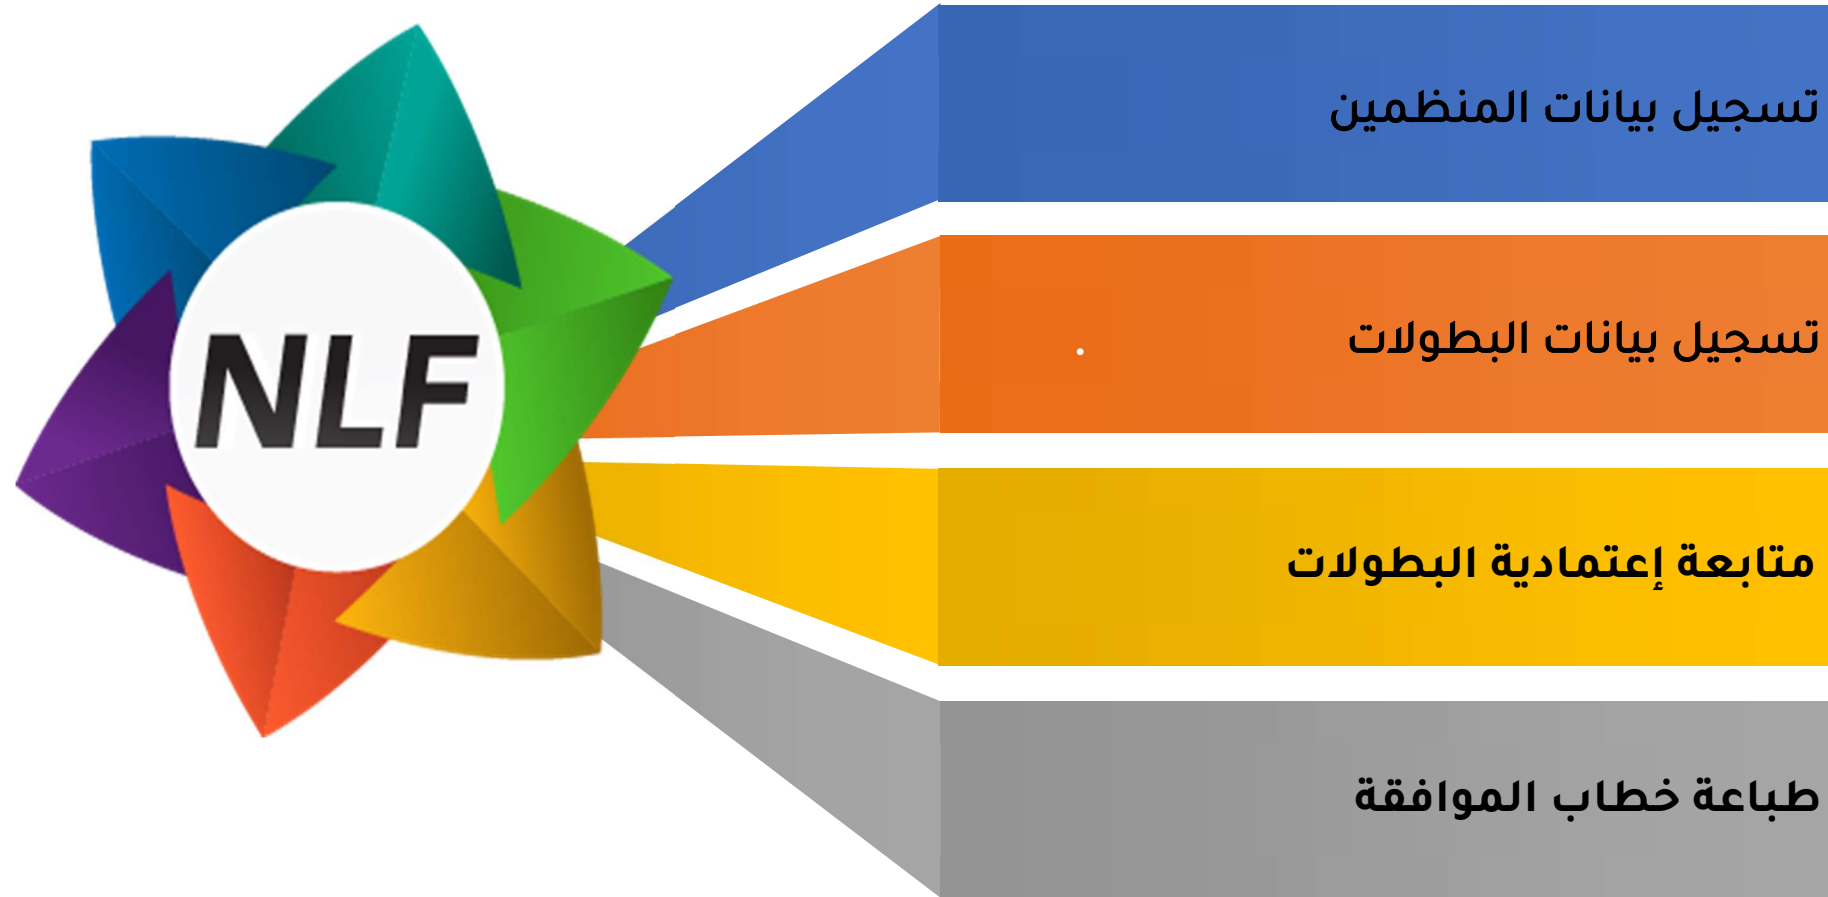 NLF
تسجيل بيانات المنظمين
تسجيل بيانات البطولات
متابعة إعتمادية البطولات
طباعة خطاب الموافقة